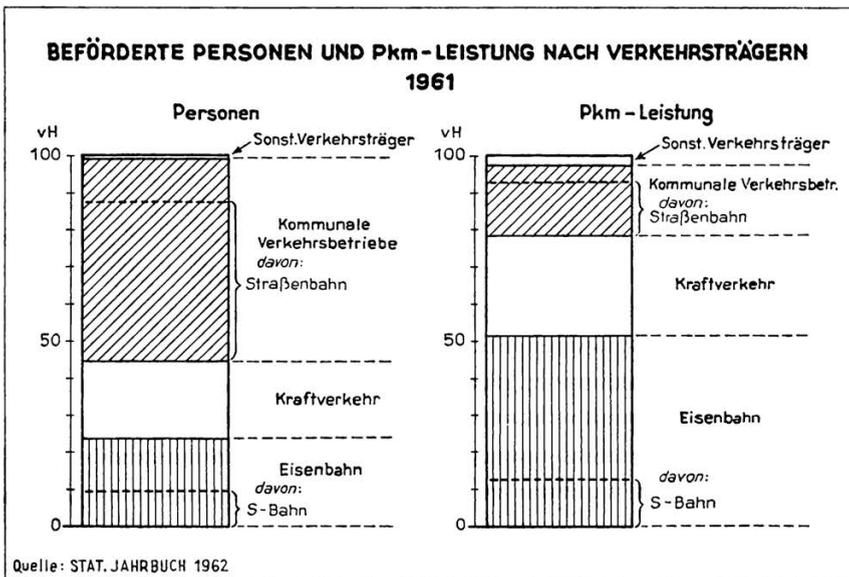 BEFÖRDERTE PERSONEN UND Pkm-LEISTUNG NACH VERKEHRSTRÄGERN
1961
Personen
vH
100
50
0
Sonst.Verkehrsträger
Kommunale
Verkehrsbetriebe
davon:
Straßenbahn
Kraftverkehr
Eisenbahn
davon:
S-Bahn
Pkm-Leistung
vH
100
50
0
Sonst.Verkehrsträger
Kommunale Verkehrsbetr.
davon:
Straßenbahn
Kraftverkehr
Eisenbahn
davon:
S-Bahn
Quelle: STAT. JAHRBUCH 1962